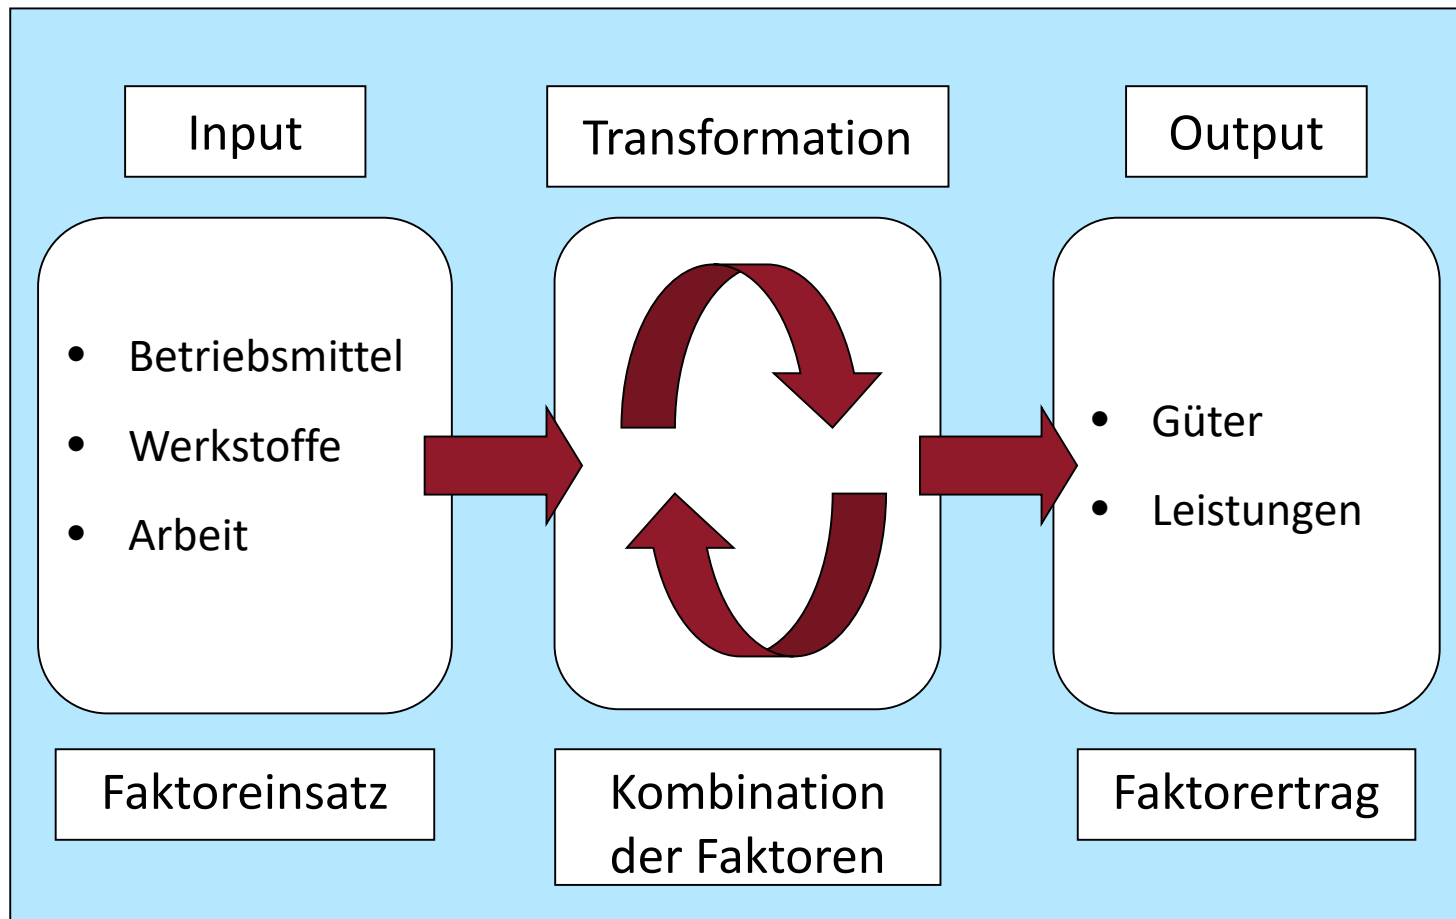 Input
Transformation
Output
• Betriebsmittel
• Werkstoffe
• Arbeit
• Güter
• Leistungen
Faktoreinsatz
Kombination
der Faktoren
Faktorertrag